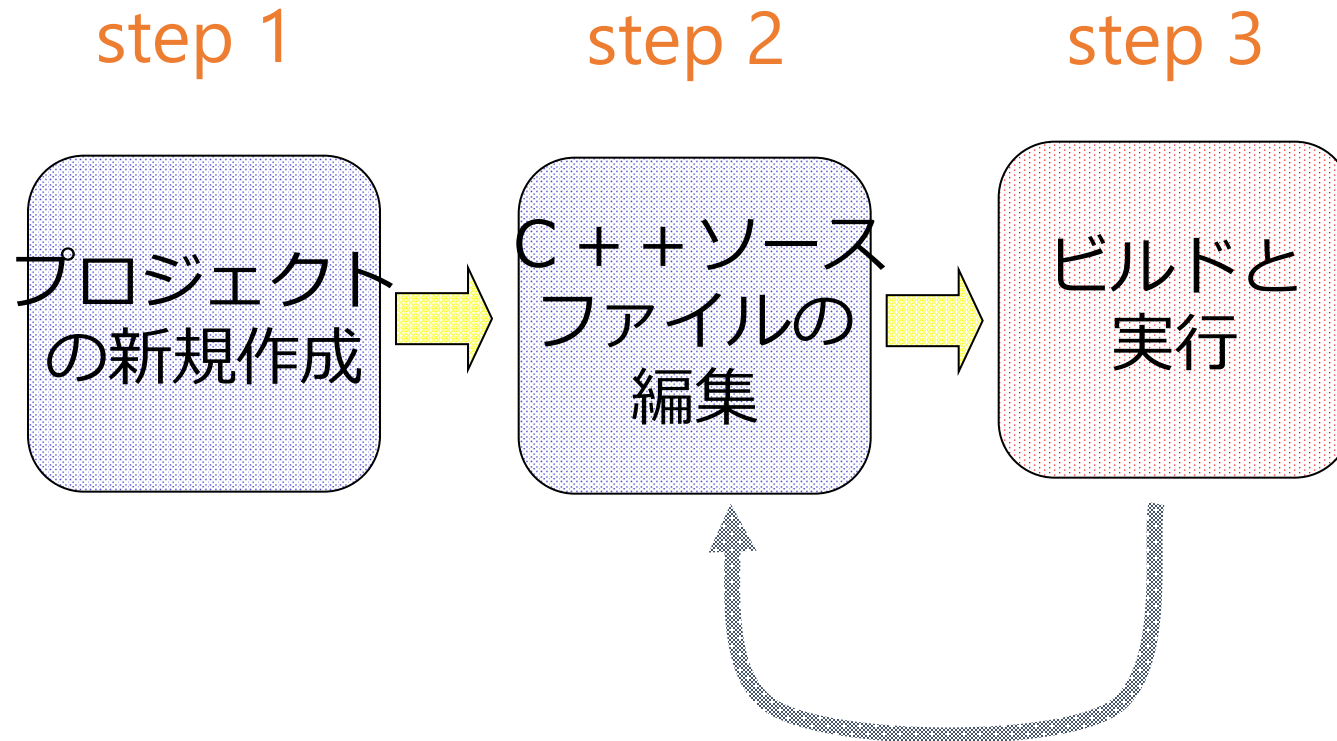 step 1
step 2
step 3
プロジェクト
の新規作成
C++ソース
ファイルの
編集
ビルドと
実行